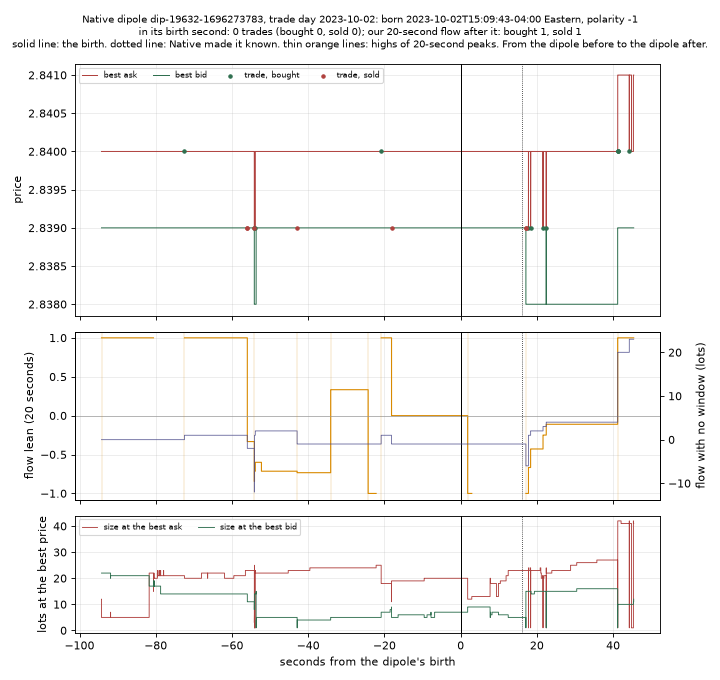 Native dipole dip-19632-1696273783, trade day 2023-10-02: born 2023-10-02T15:09:43-04:00 Eastern, polarity -1
in its birth second: 0 trades (bought 0, sold 0); our 20-second flow after it: bought 1, sold 1
solid line: the birth. dotted line: Native made it known. thin orange lines: highs of 20-second peaks. From the dipole before to the dipole after.
best ask
best bid
trade, bought
trade, sold
2.8410
2.8405
2.8400
2.8395
2.8390
2.8385
2.8380
price
1.0
0.5
0.0
−0.5
−1.0
flow lean (20 seconds)
20
10
0
−10
flow with no window (lots)
size at the best ask
size at the best bid
40
30
20
10
0
lots at the best price
−100
−80
−60
−40
−20
0
20
40
seconds from the dipole's birth